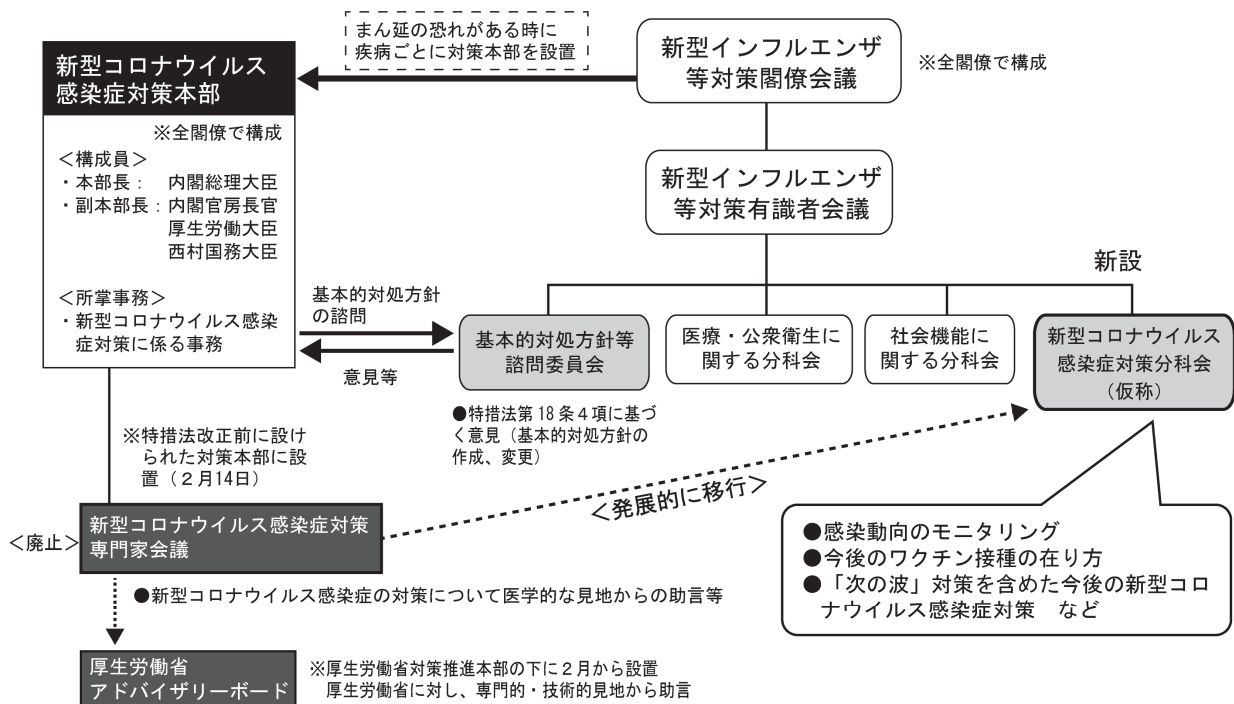 まん延の恐れがある時に
疾病ごとに対策本部を設置
新型コロナウイルス
感染症対策本部
※全閣僚で構成
＜構成員＞
・本部長： 内閣総理大臣
・副本部長：内閣官房長官
厚生労働大臣
西村国務大臣
＜所掌事務＞
・新型コロナウイルス感染
症対策に係る事務
新型インフルエンザ
等対策閣僚会議
※全閣僚で構成
新型インフルエンザ
等対策有識者会議
新設
基本的対処方針
の諮問
意見等
基本的対処方針等
諮問委員会
医療・公衆衛生に
関する分科会
社会機能に
関する分科会
新型コロナウイルス
感染症対策分科会
（仮称）
●特措法第18条４項に基づ
く意見（基本的対処方針の
作成、変更）
※特措法改正前に設け
られた対策本部に設
置（２月14日）
＜発展的に移行＞
＜廃止＞
新型コロナウイルス感染症対策
専門家会議
●新型コロナウイルス感染症の対策について医学的な見地からの助言等
●感染動向のモニタリング
●今後のワクチン接種の在り方
●「次の波」対策を含めた今後の新型コロ
ナウイルス感染症対策　など
厚生労働省
アドバイザリーボード
※厚生労働省対策推進本部の下に２月から設置
厚生労働省に対し、専門的・技術的見地から助言